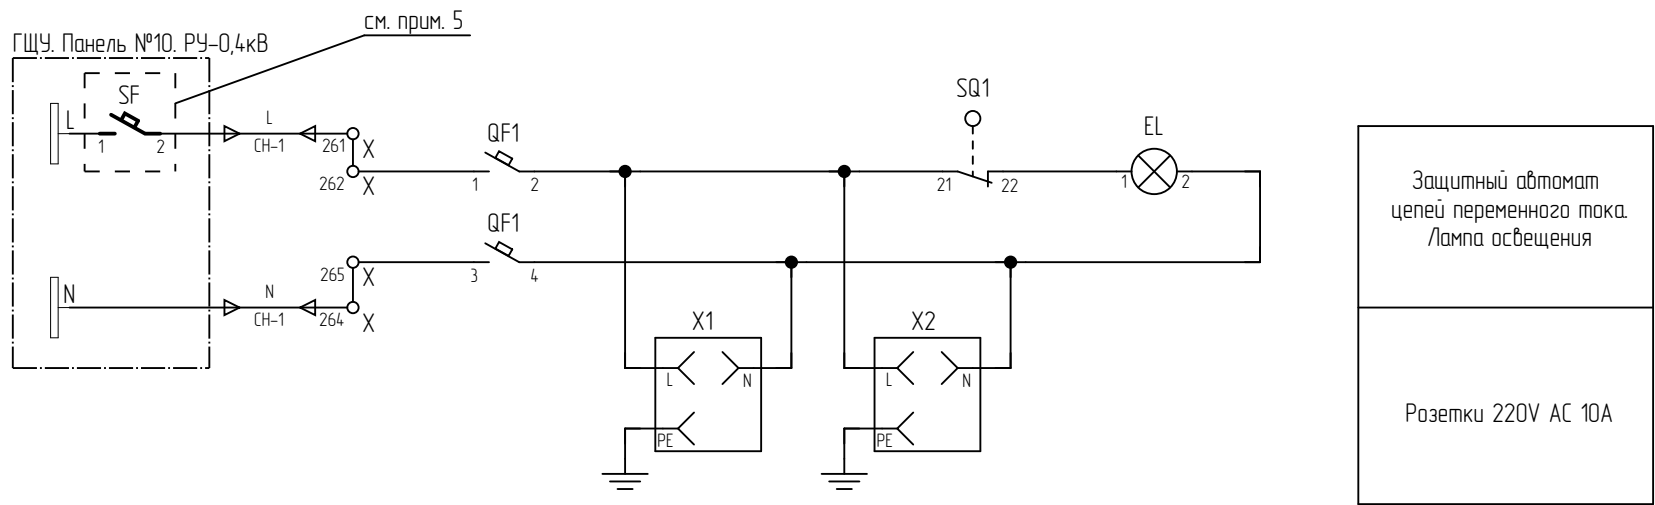 см. прим. 5
ГЩУ. Панель №10. РУ-0,4кВ
SF
L
1
2
L
СН-1
261
X
262
X
QF1
1
2
SQ1
21
22
EL
1
2
QF1
3
4
265
X
N
N
СН-1
264
X
X1
L
N
PE
X2
L
N
PE
Защитный автомат
цепей переменного тока.
Лампа освещения
Розетки 220V AC 10A